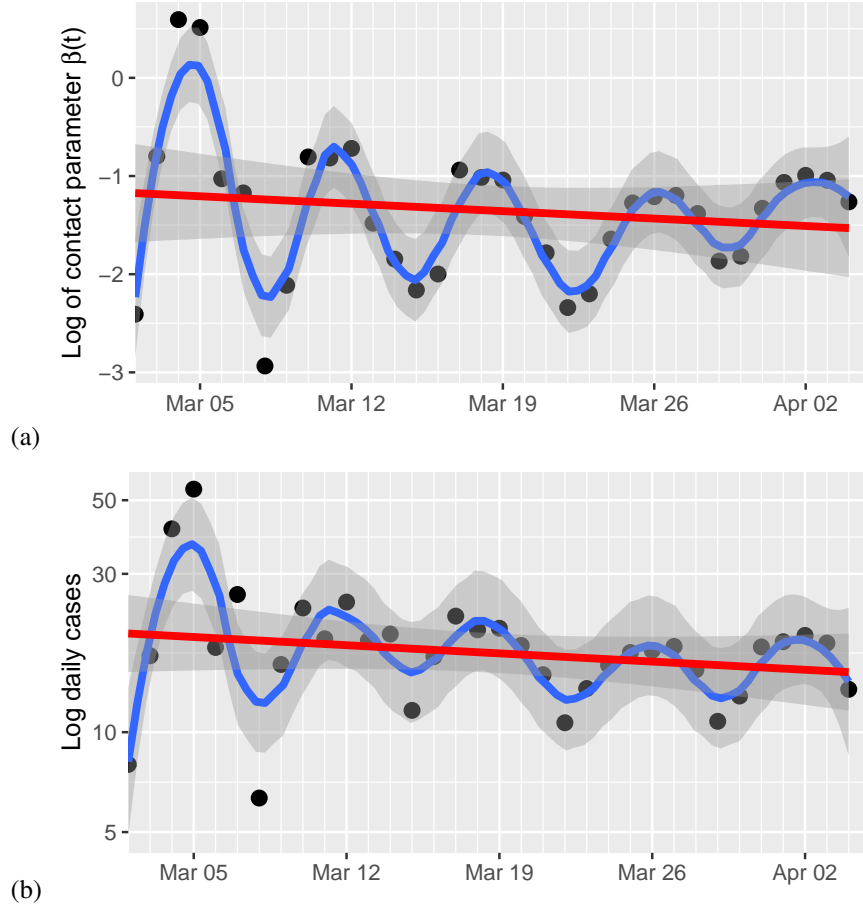 Log of contact parameter β(t)
0
−1
−2
−3
Mar 05 Mar 12 Mar 19 Mar 26 Apr 02
(a)
Log daily cases
50
30
10
5
Mar 05 Mar 12 Mar 19 Mar 26 Apr 02
(b)